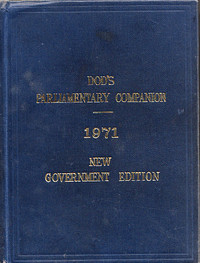 DOD'S
PARLIAMENTARY COMPANION
1971
NEW
GOVERNMENT EDITION